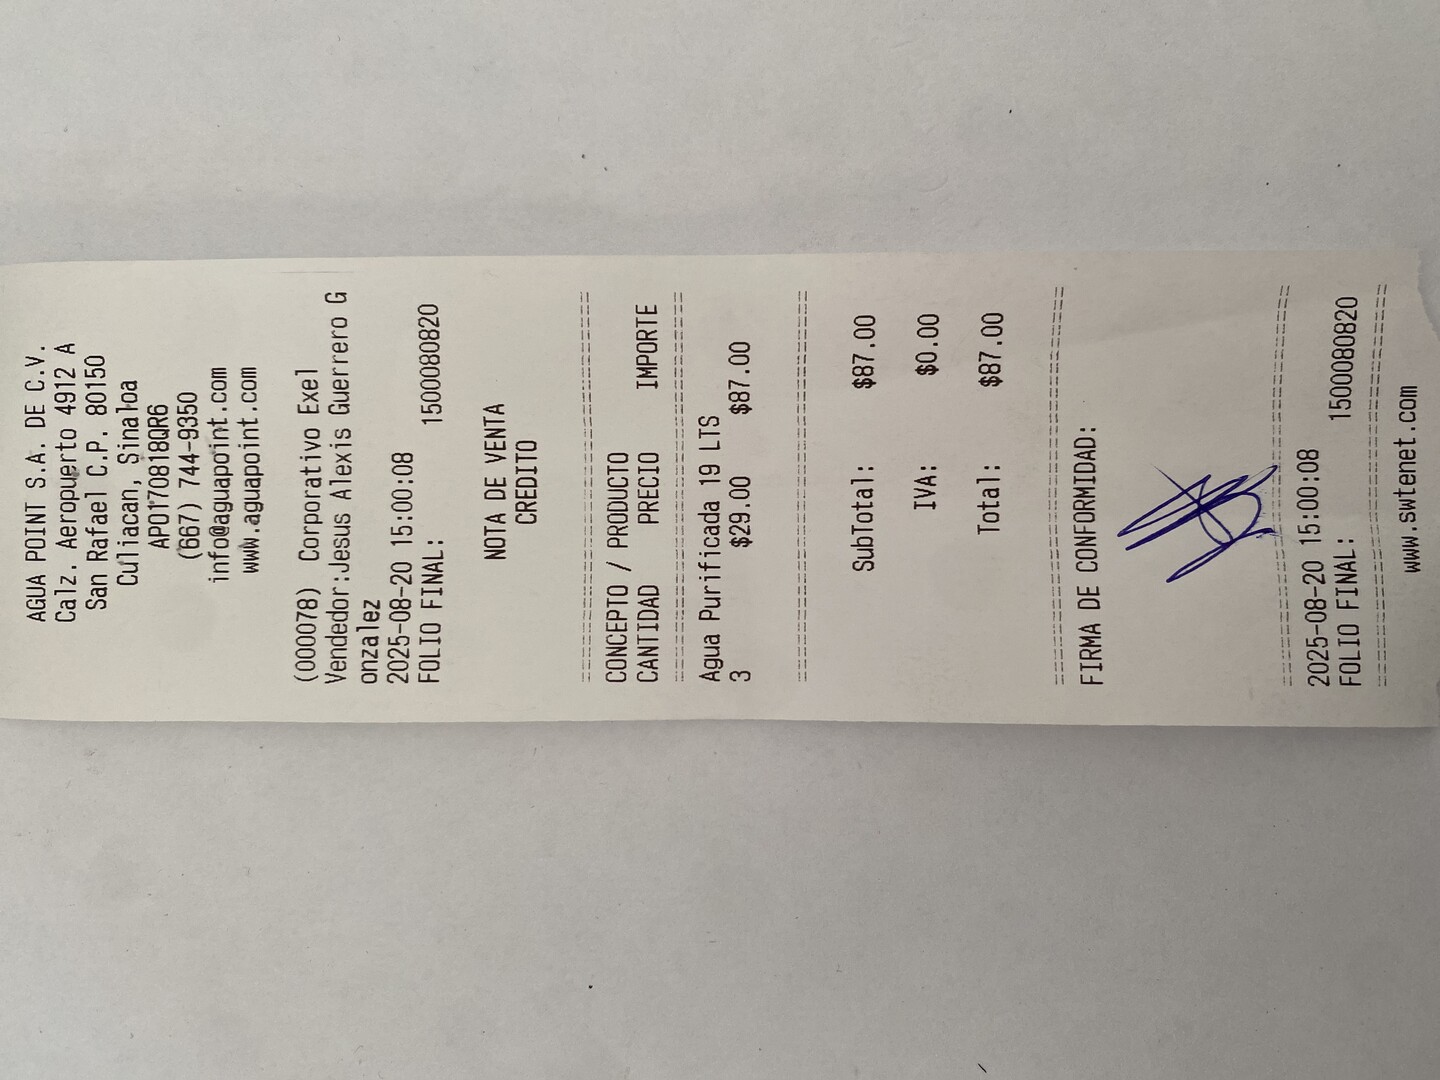 AGUA POINT S.A. DE C.V.
Calz. Aeropuerto 4912 A
San Rafael C.P. 80150
Culiacan, Sinaloa
APO170818QR6
(667) 744-9350
info@aguapoint.com
www.aguapoint.com
(000078) Corporativo Exel
Vendedor:Jesus Alexis Guerrero G
onzalez
2025-08-20 15:00:08
FOLIO FINAL: 1500080820
NOTA DE VENTA
CREDITO
CONCEPTO / PRODUCTO
CANTIDAD PRECIO IMPORTE
Agua Purificada 19 LTS
3 $29.00 $87.00
SubTotal: $87.00
IVA: $0.00
Total: $87.00
FIRMA DE CONFORMIDAD:
2025-08-20 15:00:08
FOLIO FINAL: 1500080820
www.swtenet.com